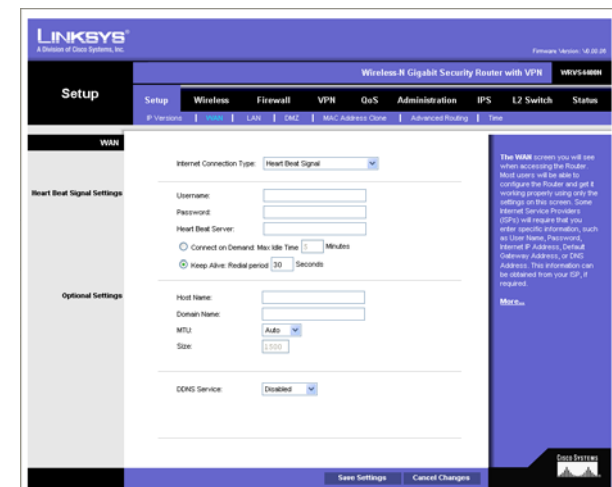 LINKSYS®
A Division of Cisco Systems, Inc.
Firmware Version: V0.00.26
Wireless-N Gigabit Security Router with VPN WRVS4400N
Setup
Setup Wireless Firewall VPN QoS Administration IPS L2 Switch Status
IP Versions | WAN | LAN | DMZ | MAC Address Clone | Advanced Routing | Time
WAN
Internet Connection Type: Heart Beat Signal
Heart Beat Signal Settings
Username:
Password:
Heart Beat Server:
Connect on Demand: Max Idle Time 5 Minutes
Keep Alive: Redial period 30 Seconds
Optional Settings
Host Name:
Domain Name:
MTU: Auto
Size: 1500
DDNS Service: Disabled
The WAN screen you will see
when accessing the Router.
Most users will be able to
configure the Router and get it
working properly using only the
settings on this screen. Some
Internet Service Providers
(ISPs) will require that you
enter specific information, such
as User Name, Password,
Internet IP Address, Default
Gateway Address, or DNS
Address. This information can
be obtained from your ISP, if
required.
More...
Save Settings Cancel Changes
CISCO SYSTEMS